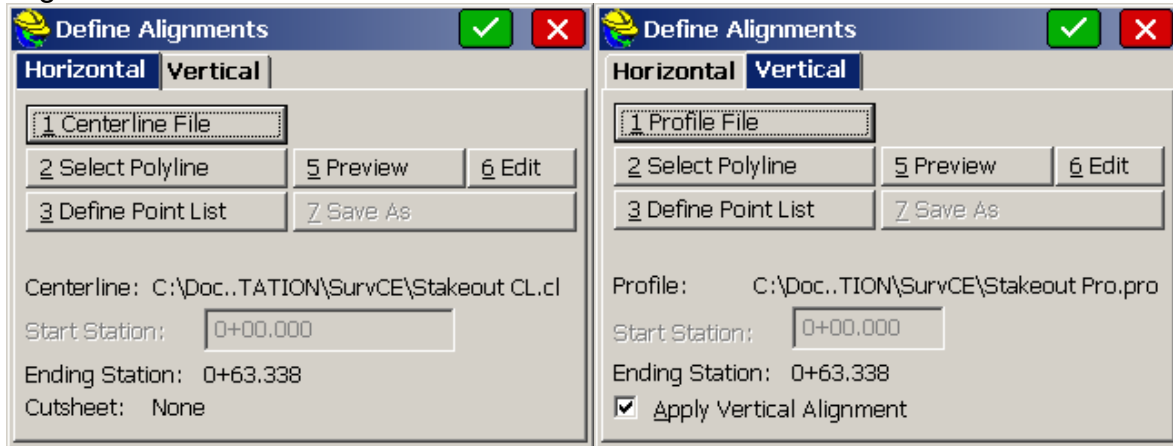 Define Alignments
Horizontal Vertical
1 Centerline File
2 Select Polyline 5 Preview 6 Edit
3 Define Point List 7 Save As
Centerline: C:\Doc..TATION\SurvCE\Stakeout CL.cl
Start Station: 0+00.000
Ending Station: 0+63.338
Cutsheet: None
Define Alignments
Horizontal Vertical
1 Profile File
2 Select Polyline 5 Preview 6 Edit
3 Define Point List 7 Save As
Profile: C:\Doc..TION\SurvCE\Stakeout Pro.pro
Start Station: 0+00.000
Ending Station: 0+63.338
Apply Vertical Alignment